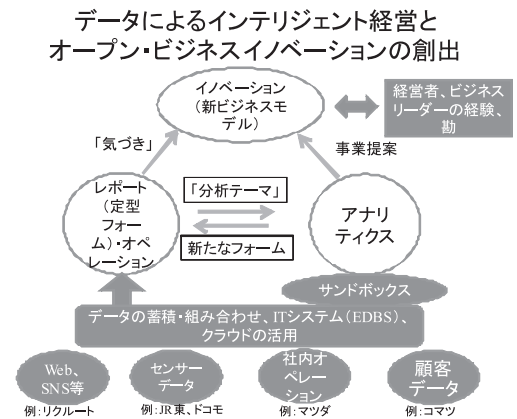 データによるインテリジェント経営と
オープン・ビジネスイノベーションの創出
イノベーション
（新ビジネスモ
デル）
経営者、ビジネス
リーダーの経験、
勘
「気づき」
事業提案
レポート
（定型
フォー
ム）・オペ
レーション
「分析テーマ」
新たなフォーム
アナリ
ティクス
サンドボックス
データの蓄積・組み合わせ、ITシステム（EDBS）、
クラウドの活用
Web、
SNS等
センサー
データ
社内オ
ペレー
ション
顧客
データ
例：リクルート
例：JR東、ドコモ
例：マツダ
例：コマツ